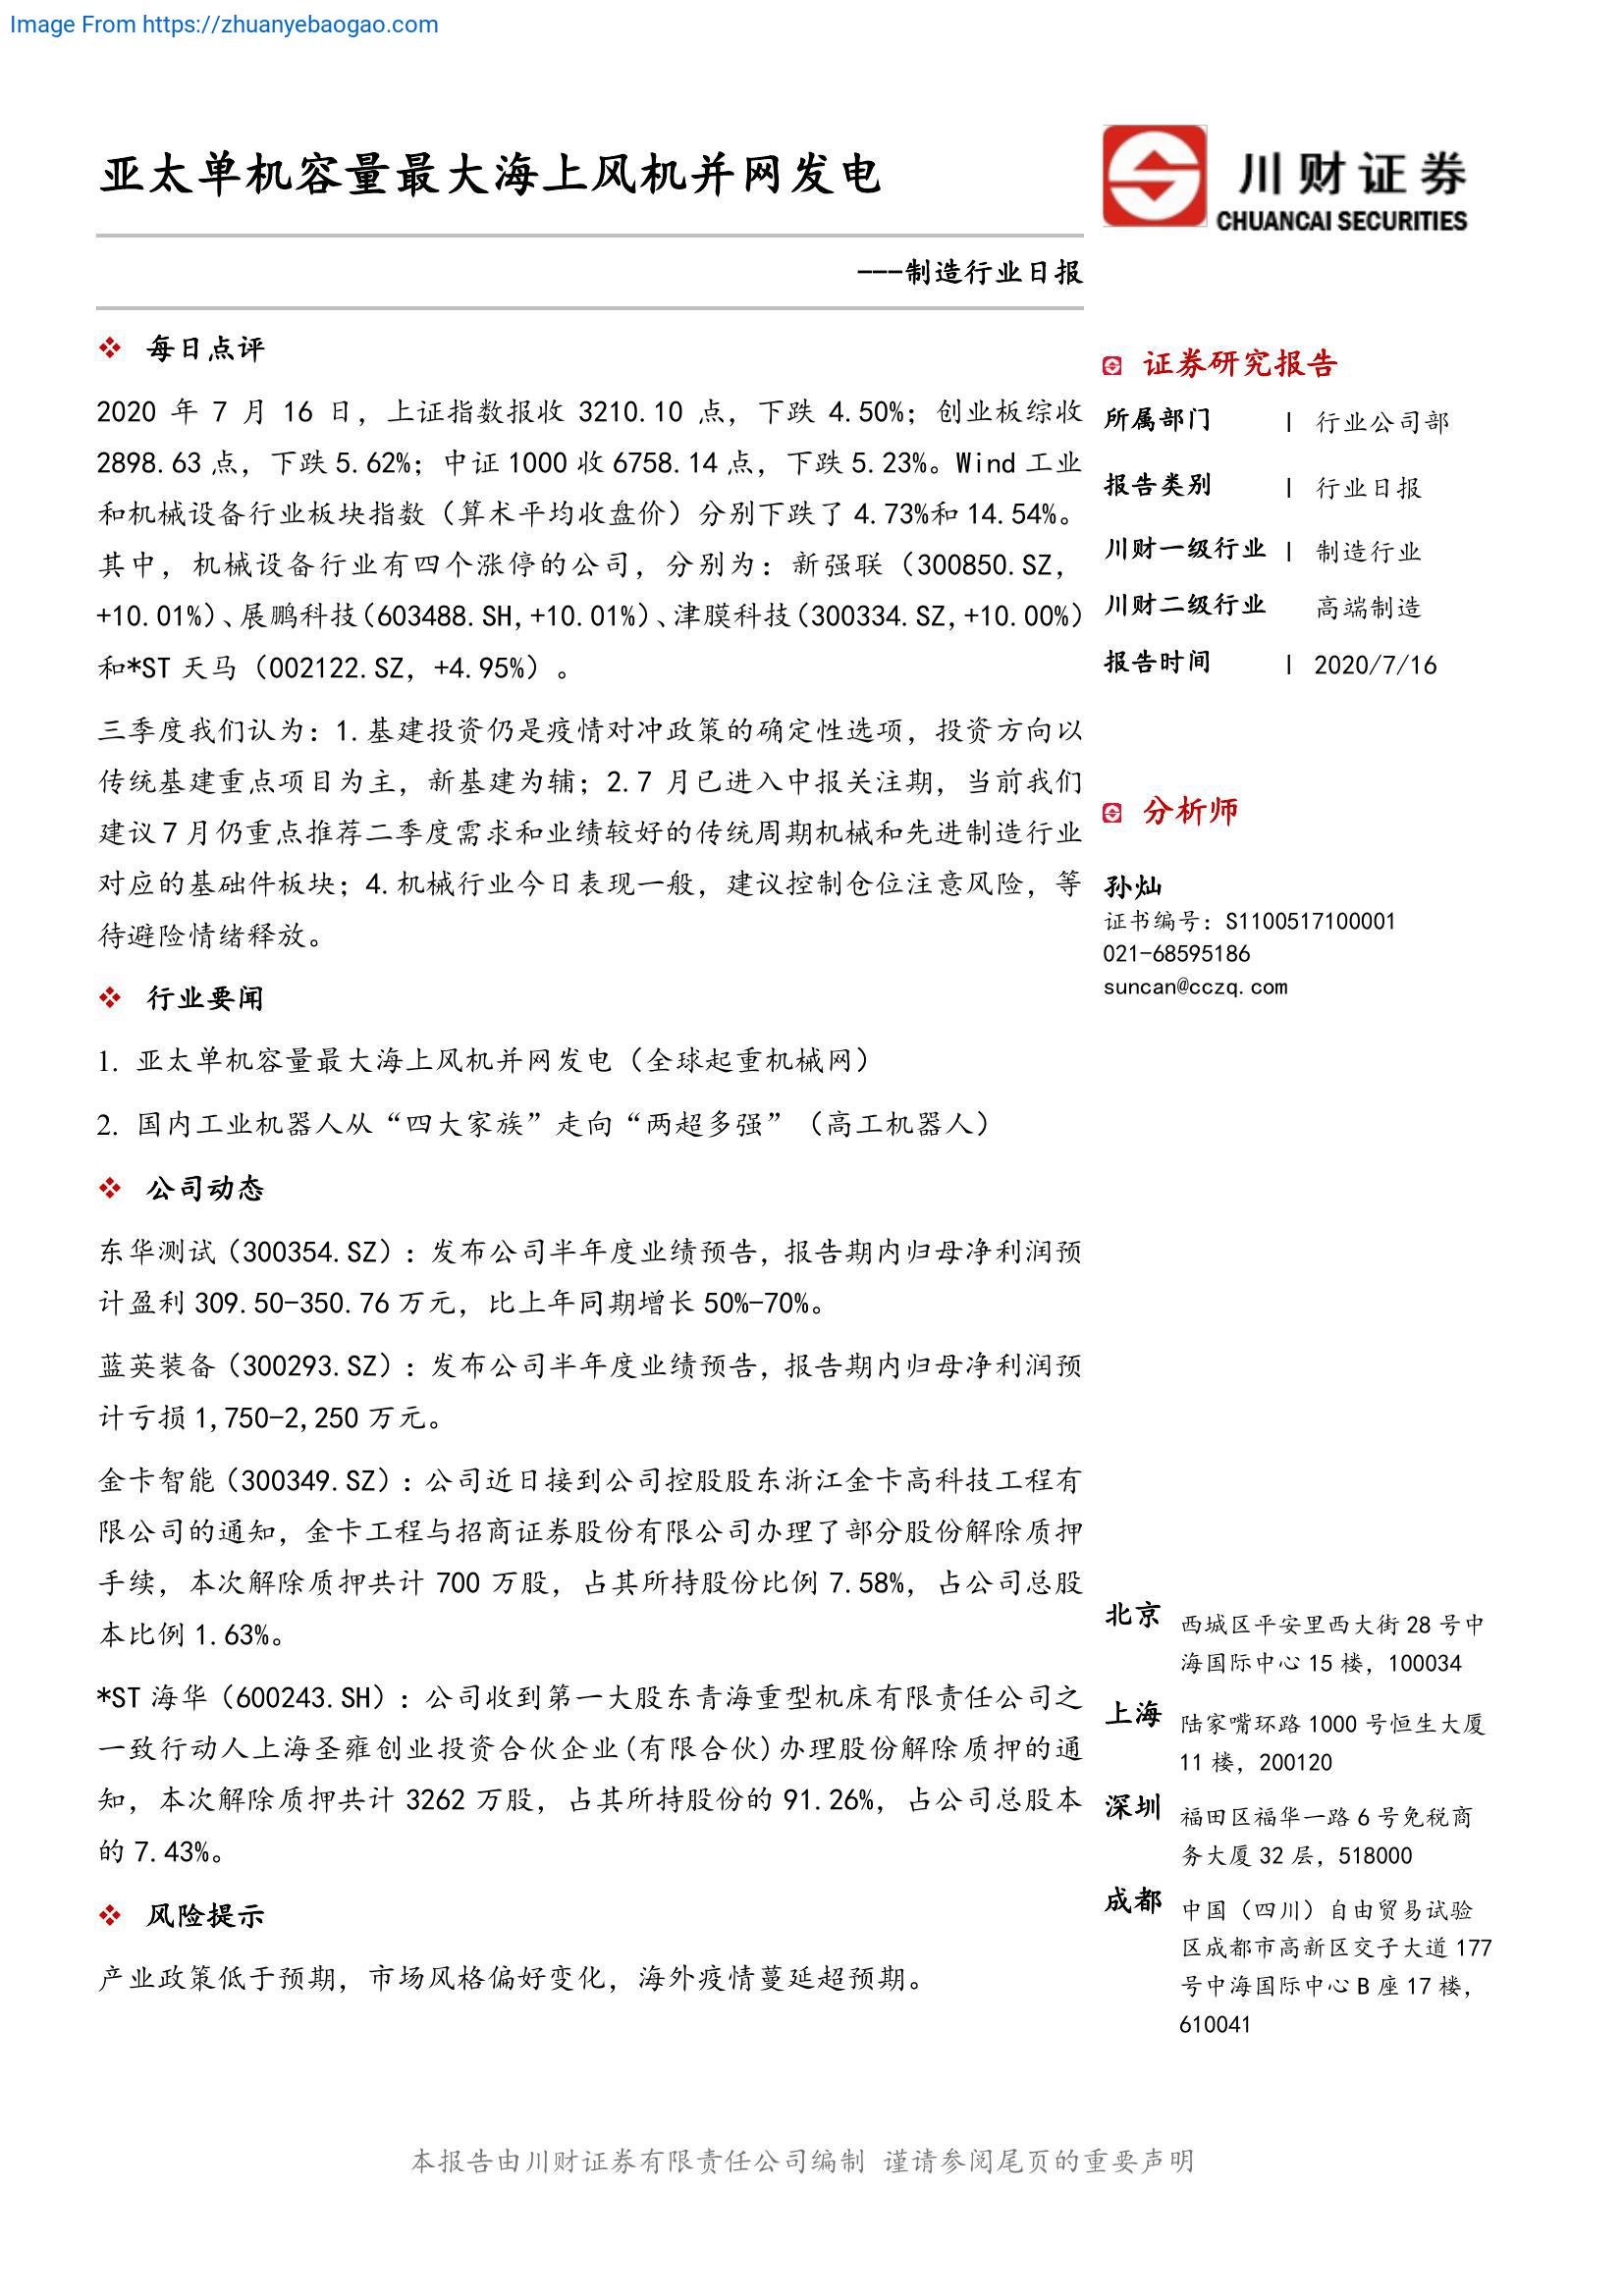 Image From https://zhuanyebaogao.com
亚太单机容量最大海上风机并网发电
川财证券
CHUANCAI SECURITIES
---制造行业日报
每日点评
2020 年 7 月 16 日，上证指数报收 3210.10 点，下跌 4.50%；创业板综收
2898.63 点，下跌 5.62%；中证 1000 收 6758.14 点，下跌 5.23%。Wind 工业
和机械设备行业板块指数（算术平均收盘价）分别下跌了 4.73%和 14.54%。
其中，机械设备行业有四个涨停的公司，分别为：新强联（300850.SZ，
+10.01%）、展鹏科技（603488.SH,+10.01%）、津膜科技（300334.SZ,+10.00%）
和*ST 天马（002122.SZ，+4.95%）。
三季度我们认为：1.基建投资仍是疫情对冲政策的确定性选项，投资方向以
传统基建重点项目为主，新基建为辅；2.7 月已进入中报关注期，当前我们
建议 7 月仍重点推荐二季度需求和业绩较好的传统周期机械和先进制造行业
对应的基础件板块；4.机械行业今日表现一般，建议控制仓位注意风险，等
待避险情绪释放。
行业要闻
1. 亚太单机容量最大海上风机并网发电（全球起重机械网）
2. 国内工业机器人从“四大家族”走向“两超多强”（高工机器人）
公司动态
东华测试（300354.SZ）：发布公司半年度业绩预告，报告期内归母净利润预
计盈利 309.50-350.76 万元，比上年同期增长 50%-70%。
蓝英装备（300293.SZ）：发布公司半年度业绩预告，报告期内归母净利润预
计亏损 1,750-2,250 万元。
金卡智能（300349.SZ）：公司近日接到公司控股股东浙江金卡高科技工程有
限公司的通知，金卡工程与招商证券股份有限公司办理了部分股份解除质押
手续，本次解除质押共计 700 万股，占其所持股份比例 7.58%，占公司总股
本比例 1.63%。
*ST 海华（600243.SH）：公司收到第一大股东青海重型机床有限责任公司之
一致行动人上海圣雍创业投资合伙企业(有限合伙)办理股份解除质押的通
知，本次解除质押共计 3262 万股，占其所持股份的 91.26%，占公司总股本
的 7.43%。
风险提示
产业政策低于预期，市场风格偏好变化，海外疫情蔓延超预期。
证券研究报告
所属部门 | 行业公司部
报告类别 | 行业日报
川财一级行业 | 制造行业
川财二级行业 高端制造
报告时间 | 2020/7/16
分析师
孙灿
证书编号：S1100517100001
021-68595186
suncan@cczq.com
北京 西城区平安里西大街 28 号中
海国际中心 15 楼，100034
上海 陆家嘴环路 1000 号恒生大厦
11 楼，200120
深圳 福田区福华一路 6 号免税商
务大厦 32 层，518000
成都 中国（四川）自由贸易试验
区成都市高新区交子大道 177
号中海国际中心 B 座 17 楼，
610041
本报告由川财证券有限责任公司编制 谨请参阅尾页的重要声明